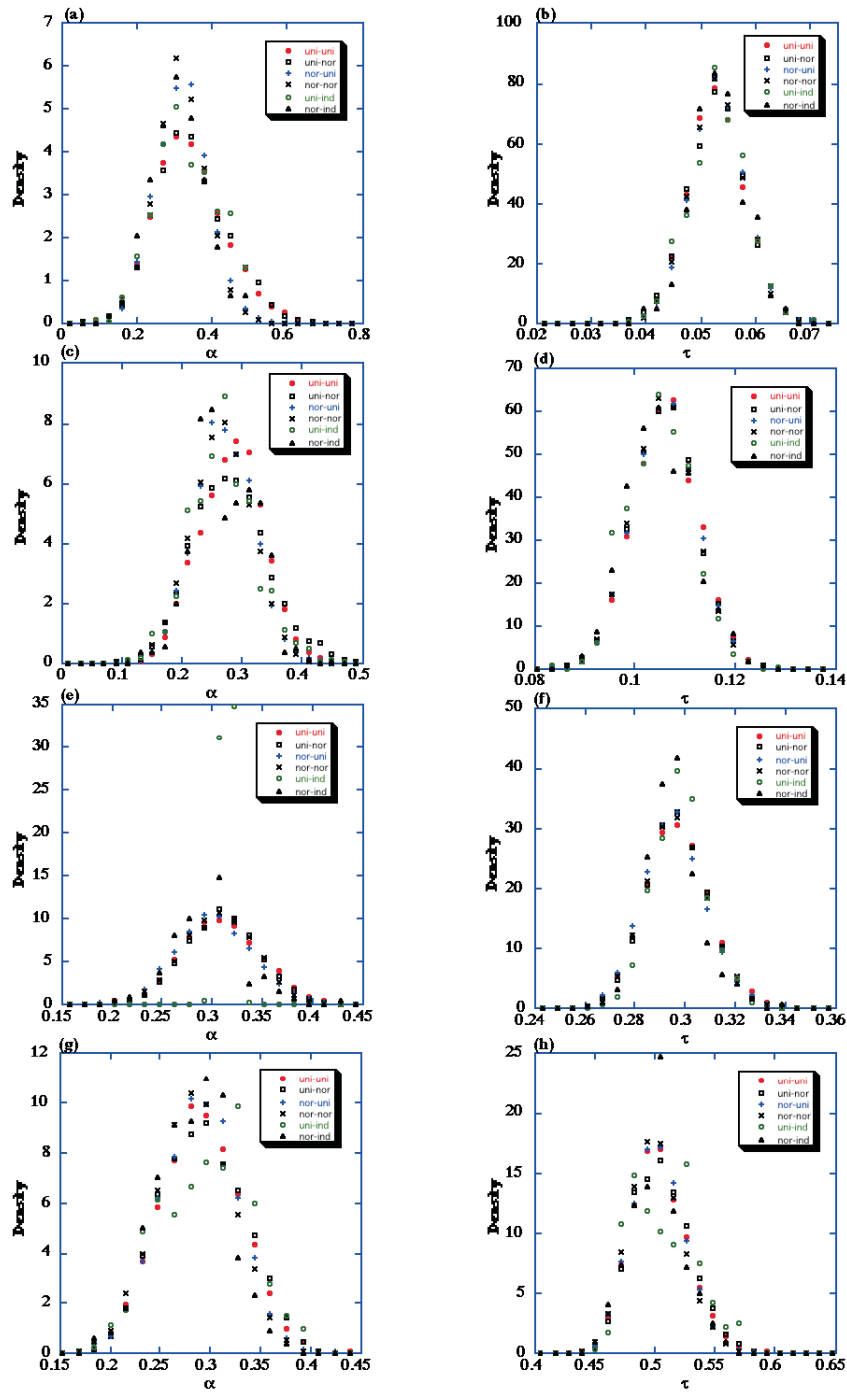 (a)
7
6
5
4
3
2
1
0
Density
uni-uni
uni-nor
nor-uni
nor-nor
uni-ind
nor-ind
0 0.2 0.4 0.6 0.8
α
(b)
100
80
60
40
20
0
Density
uni-uni
uni-nor
nor-uni
nor-nor
uni-ind
nor-ind
0.02 0.03 0.04 0.05 0.06 0.07
τ
(c)
10
8
6
4
2
0
Density
uni-uni
uni-nor
nor-uni
nor-nor
uni-ind
nor-ind
0 0.1 0.2 0.3 0.4 0.5
α
(d)
70
60
50
40
30
20
10
0
Density
uni-uni
uni-nor
nor-uni
nor-nor
uni-ind
nor-ind
0.08 0.1 0.12 0.14
τ
(e)
35
30
25
20
15
10
5
0
Density
uni-uni
uni-nor
nor-uni
nor-nor
uni-ind
nor-ind
0.15 0.2 0.25 0.3 0.35 0.4 0.45
α
(f)
50
40
30
20
10
0
Density
uni-uni
uni-nor
nor-uni
nor-nor
uni-ind
nor-ind
0.24 0.26 0.28 0.3 0.32 0.34 0.36
τ
(g)
12
10
8
6
4
2
0
Density
uni-uni
uni-nor
nor-uni
nor-nor
uni-ind
nor-ind
0.15 0.2 0.25 0.3 0.35 0.4 0.45
α
(h)
25
20
15
10
5
0
Density
uni-uni
uni-nor
nor-uni
nor-nor
uni-ind
nor-ind
0.4 0.45 0.5 0.55 0.6 0.65
τ